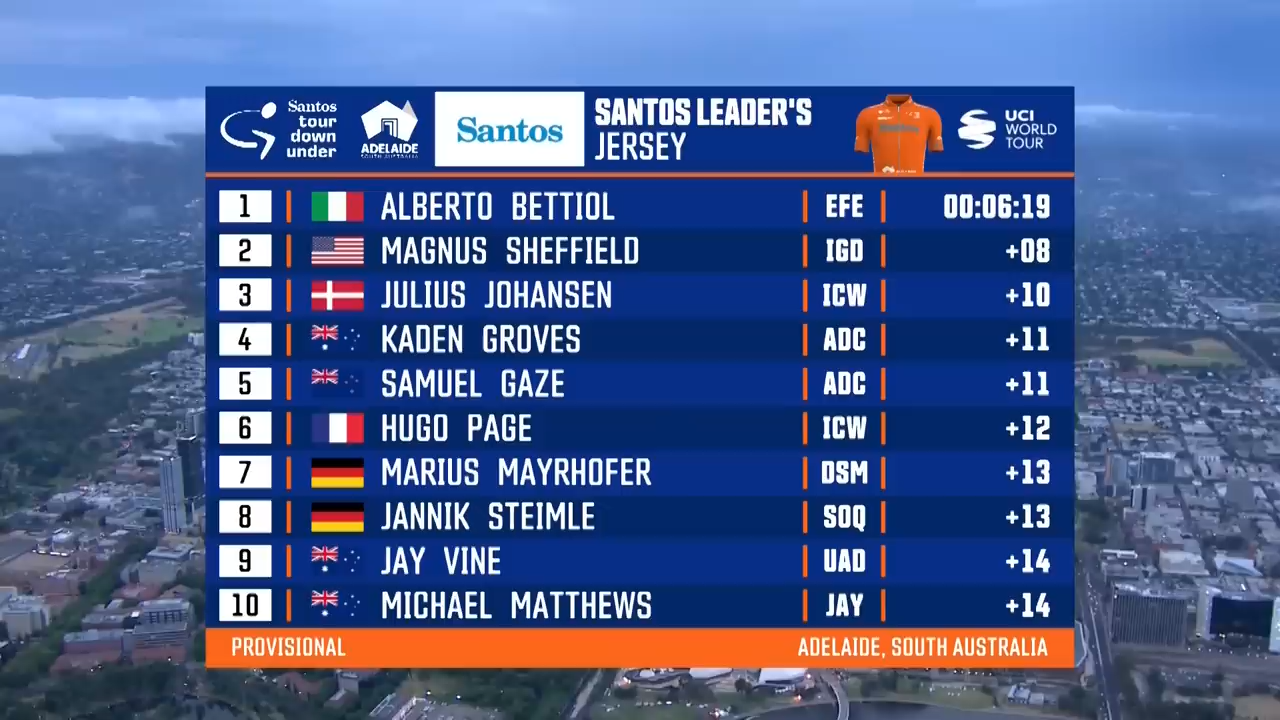 Santos
tour
down
under
ADELAIDE
SOUTH AUSTRALIA
Santos
SANTOS LEADER'S
JERSEY
UCI
WORLD
TOUR
1 ALBERTO BETTIOL EFE 00:06:19
2 MAGNUS SHEFFIELD IGD +08
3 JULIUS JOHANSEN ICW +10
4 KADEN GROVES ADC +11
5 SAMUEL GAZE ADC +11
6 HUGO PAGE ICW +12
7 MARIUS MAYRHOFER DSM +13
8 JANNIK STEIMLE SOQ +13
9 JAY VINE UAD +14
10 MICHAEL MATTHEWS JAY +14
PROVISIONAL ADELAIDE, SOUTH AUSTRALIA